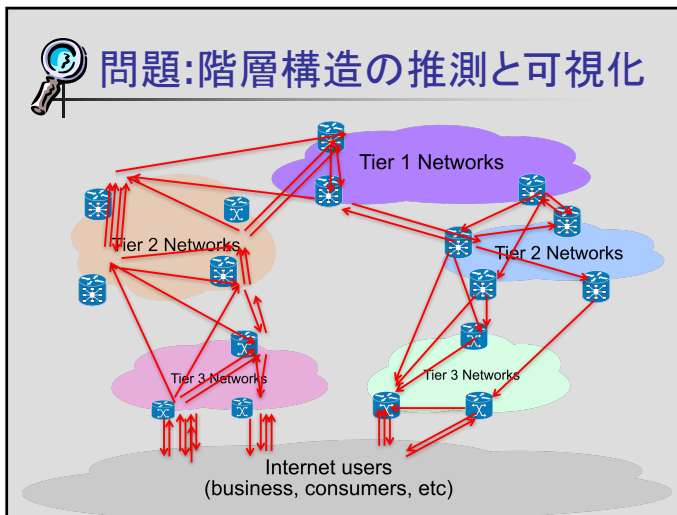 問題:階層構造の推測と可視化
Tier 1 Networks
Tier 2 Networks
Tier 2 Networks
Tier 3 Networks
Tier 3 Networks
Internet users
(business, consumers, etc)